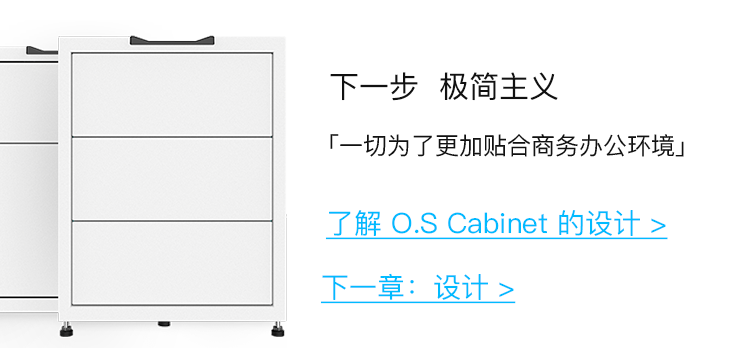 下一步 极简主义
「一切为了更加贴合商务办公环境」
了解 O.S Cabinet 的设计 >
下一章：设计 >